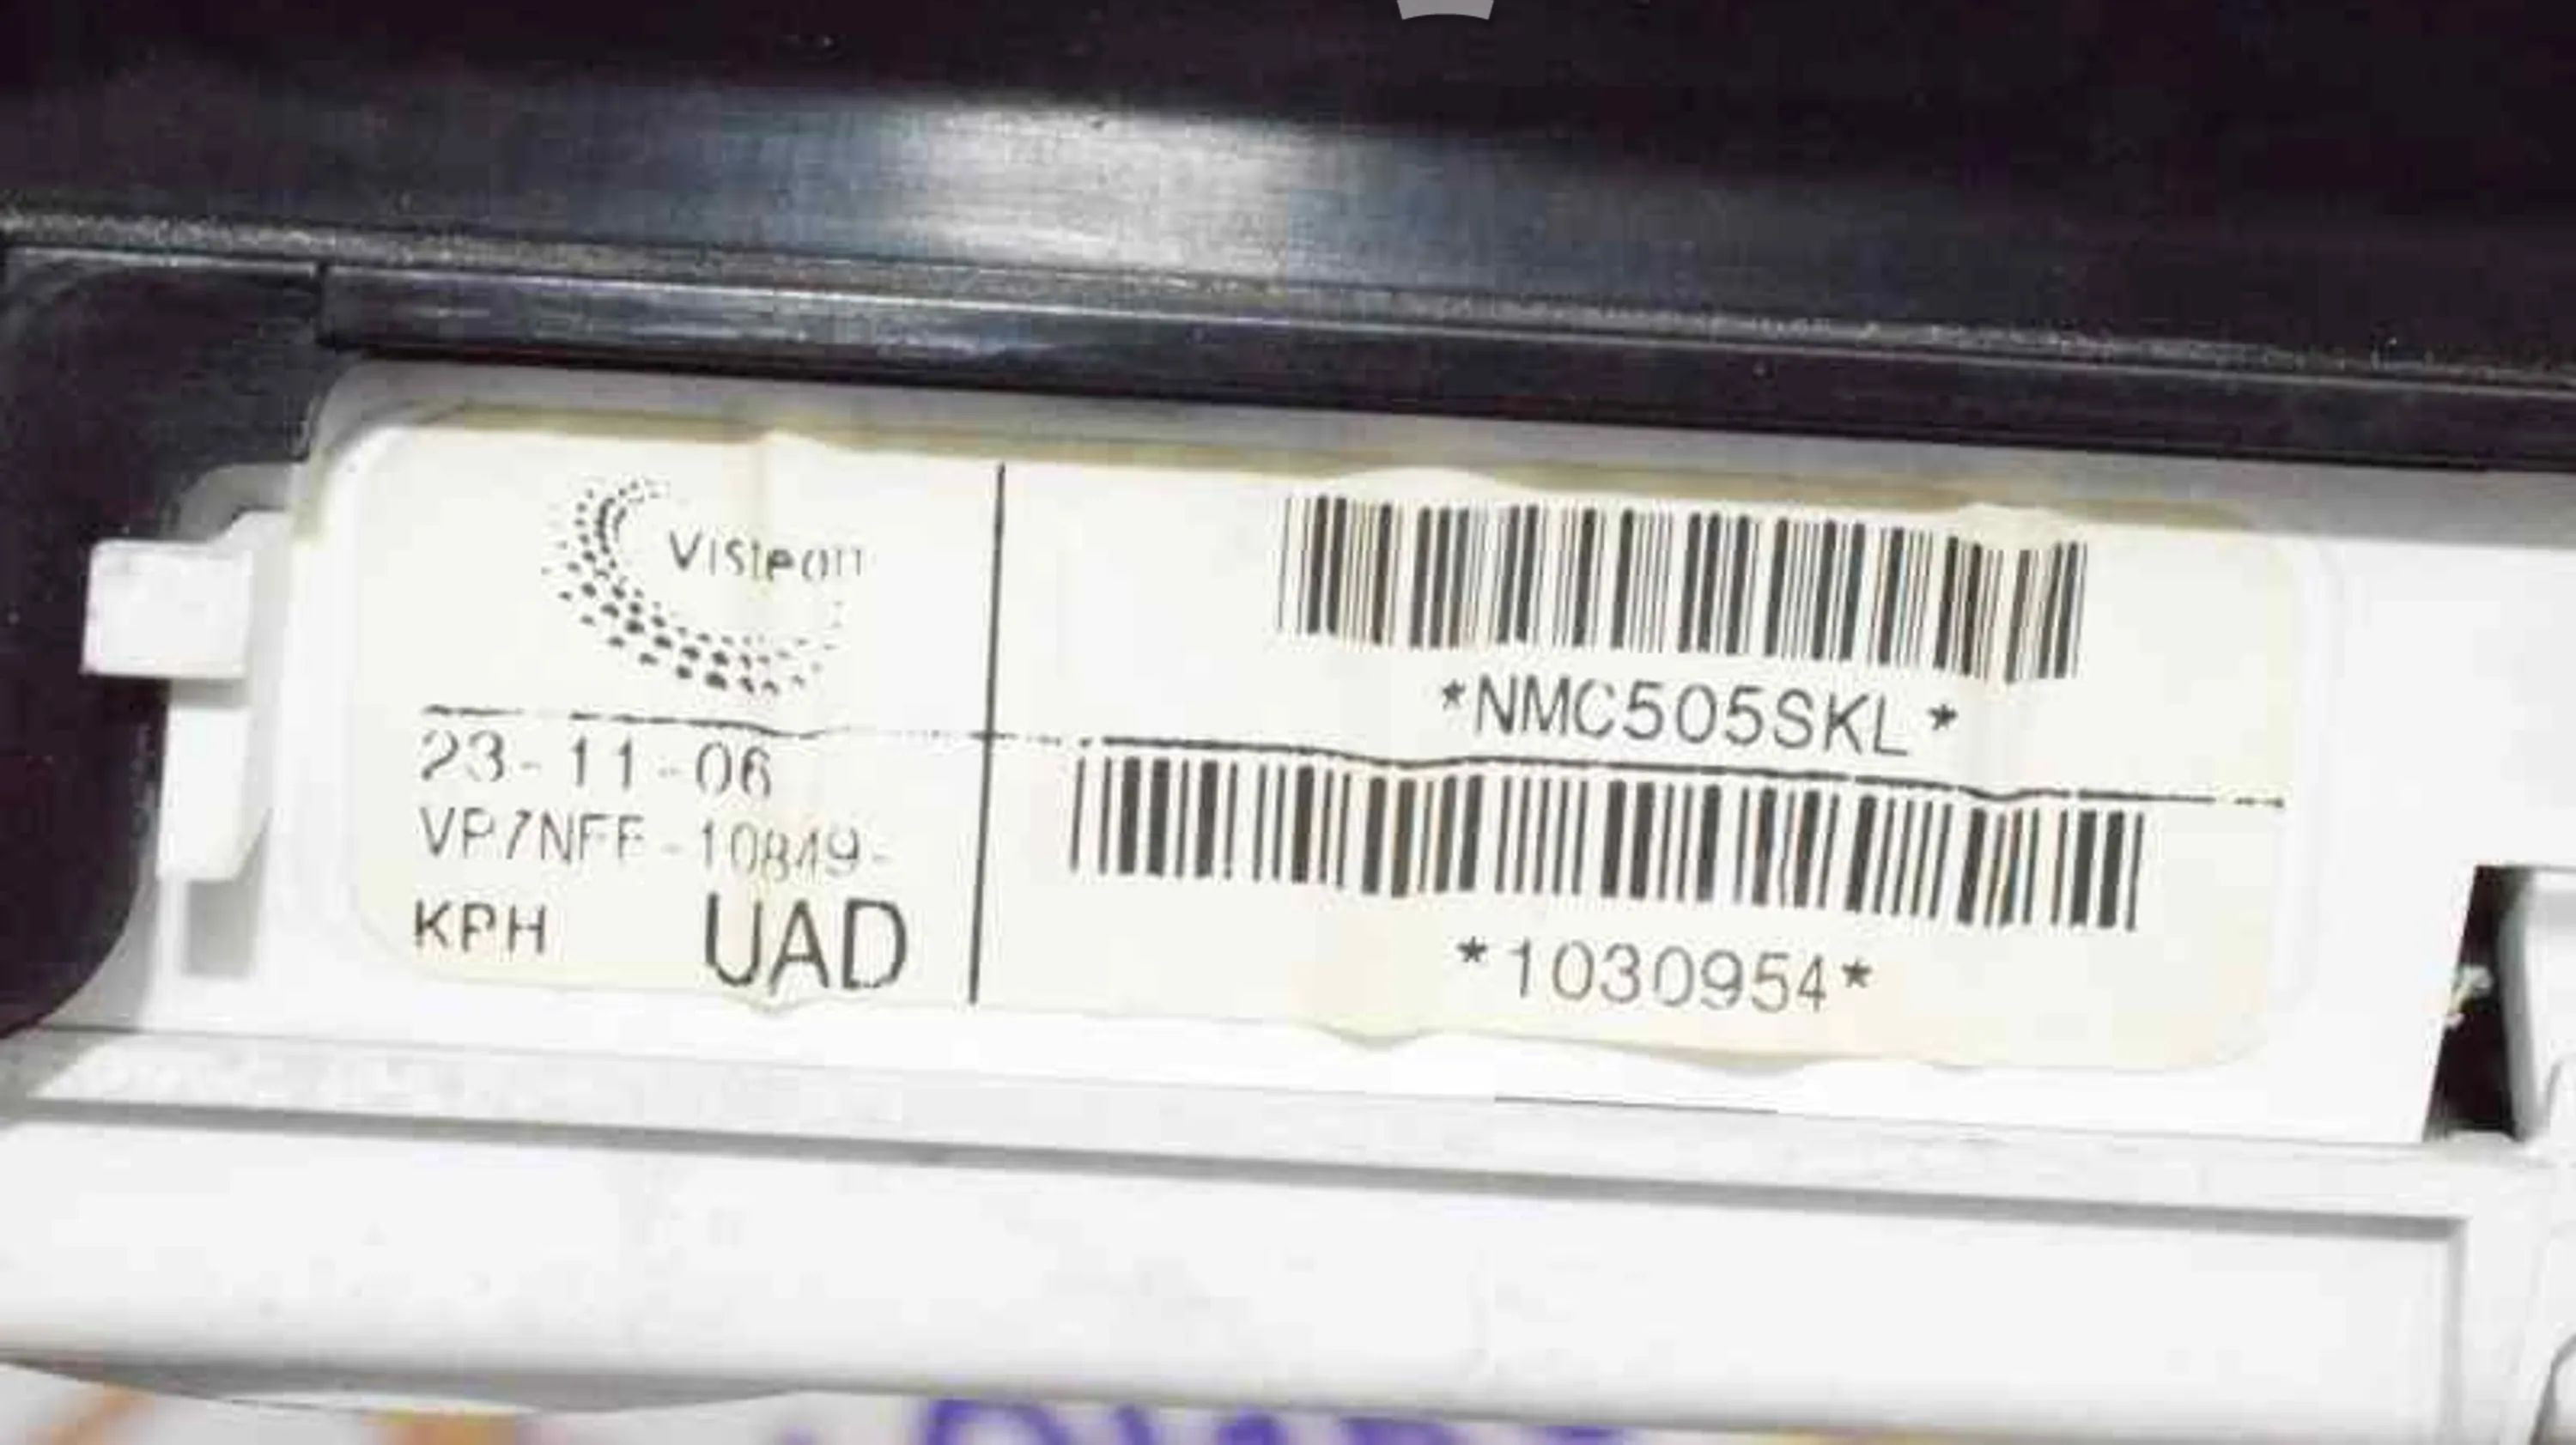 Visteon
23-11-06
VP7NFF-10849-
KPH UAD
*NMC505SKL*
*1030954*